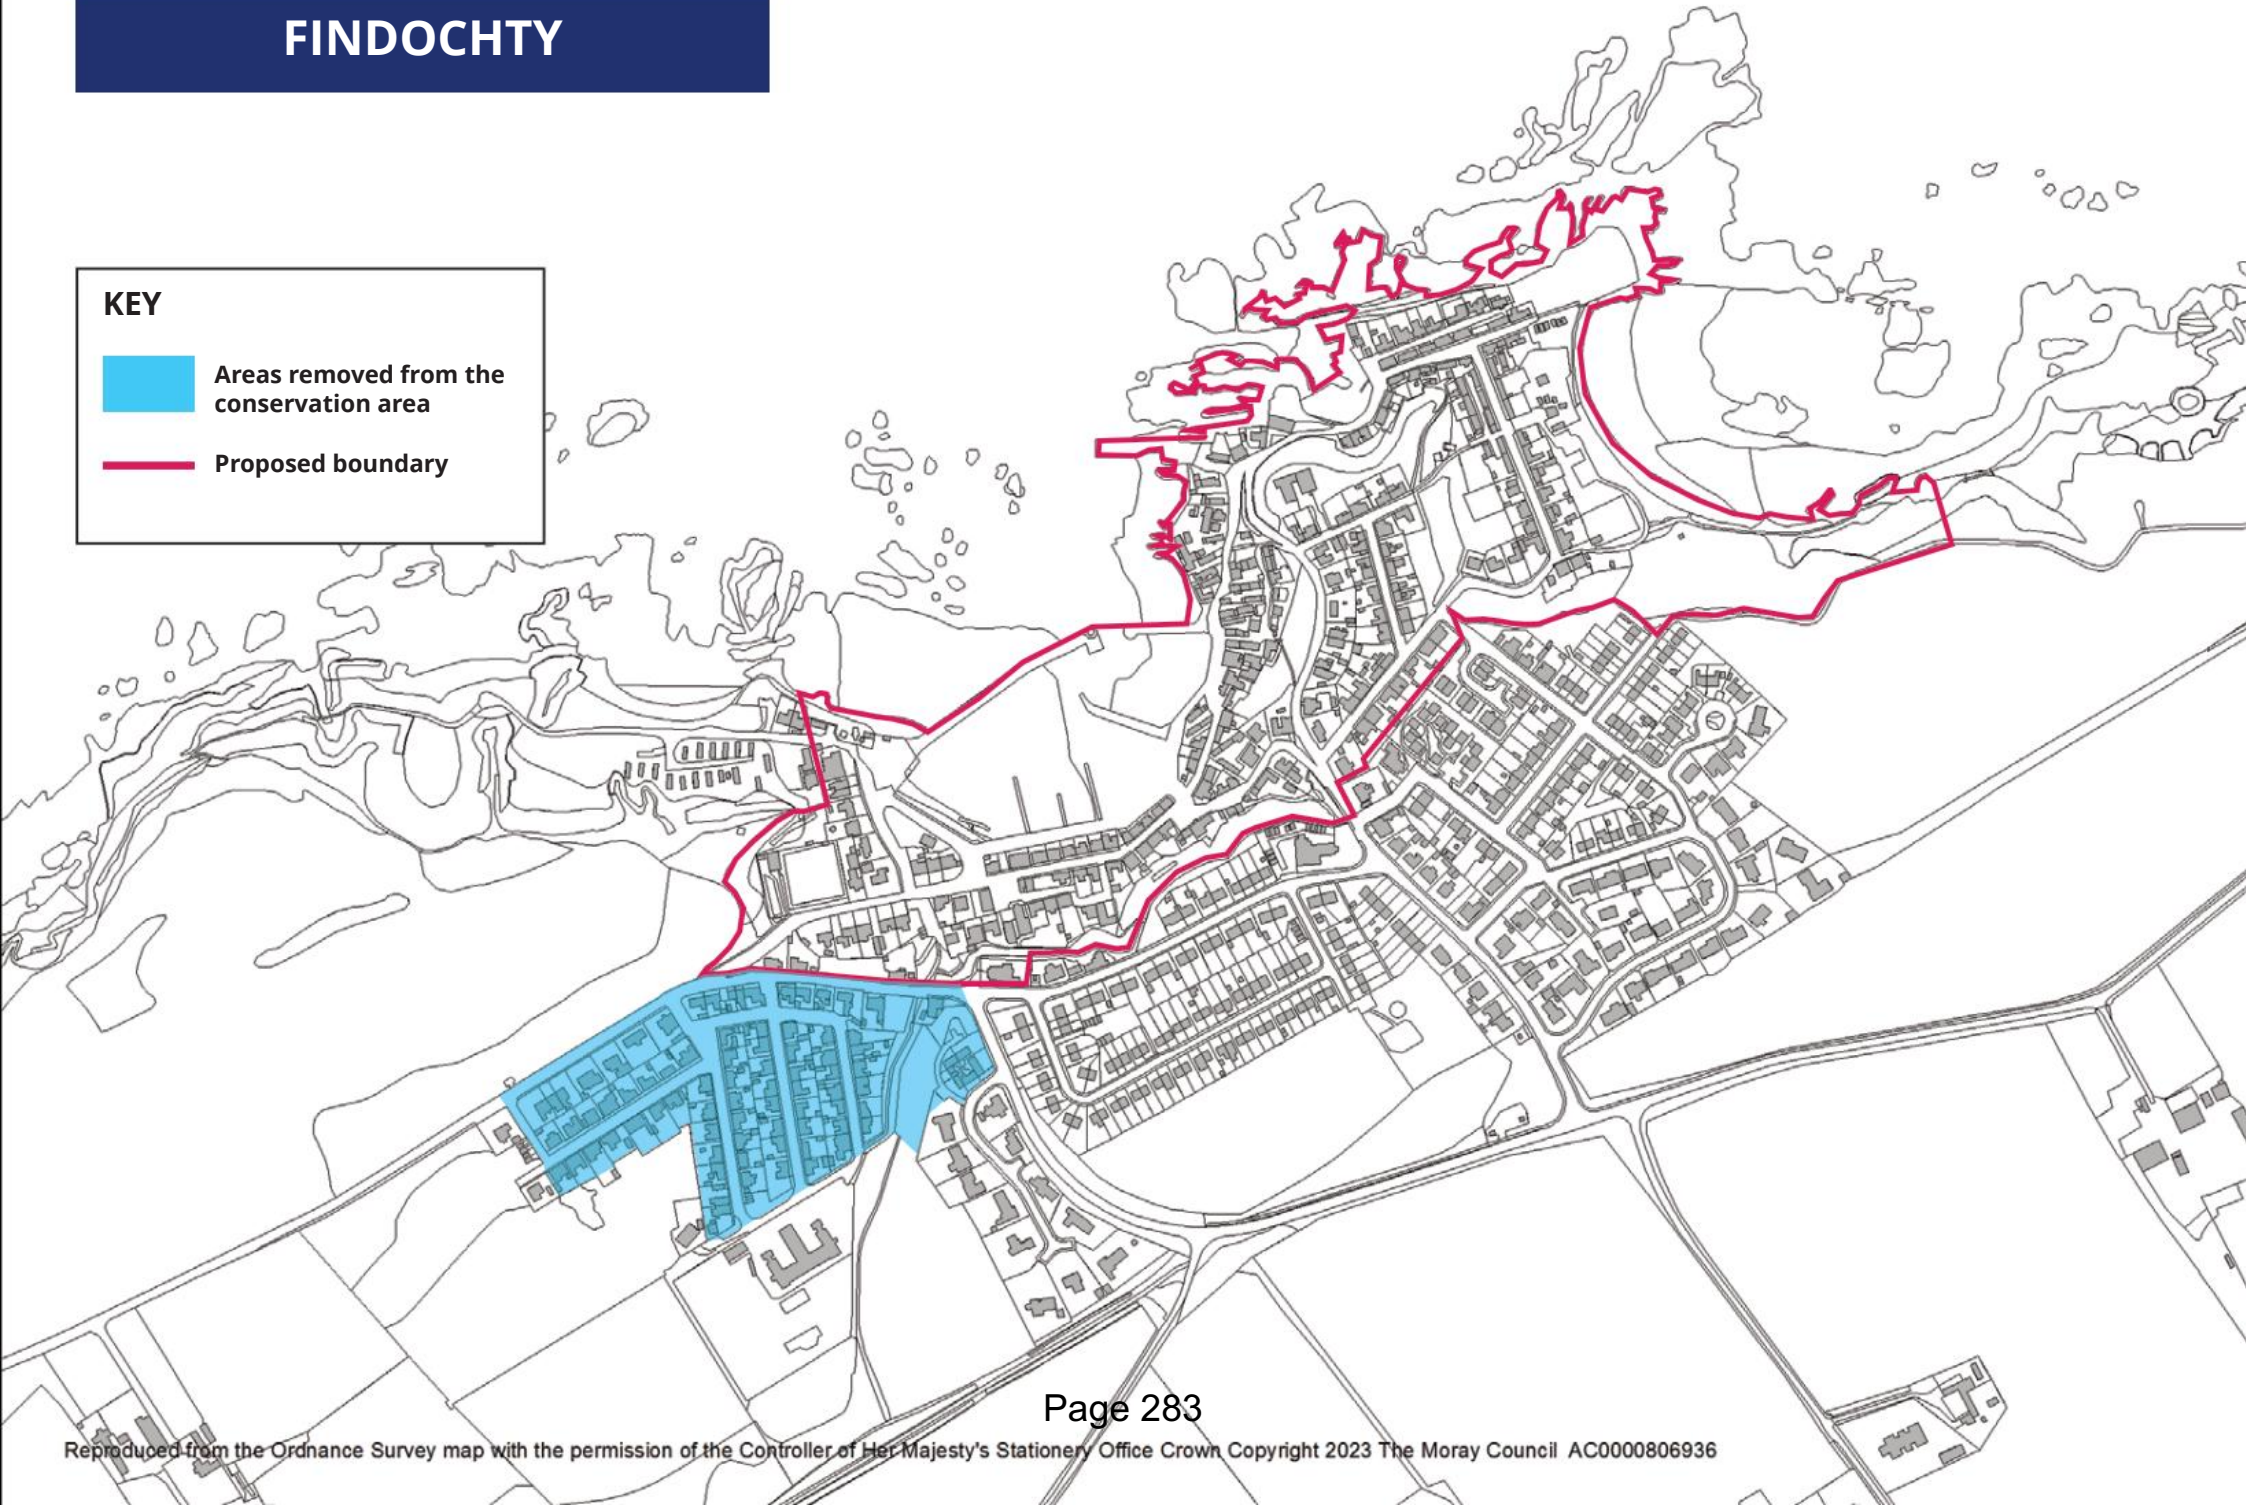 FINDOCHTY
KEY
Areas removed from the
conservation area
Proposed boundary
Page 283
Reproduced from the Ordnance Survey map with the permission of the Controller of Her Majesty's Stationery Office Crown Copyright 2023 The Moray Council AC0000806936